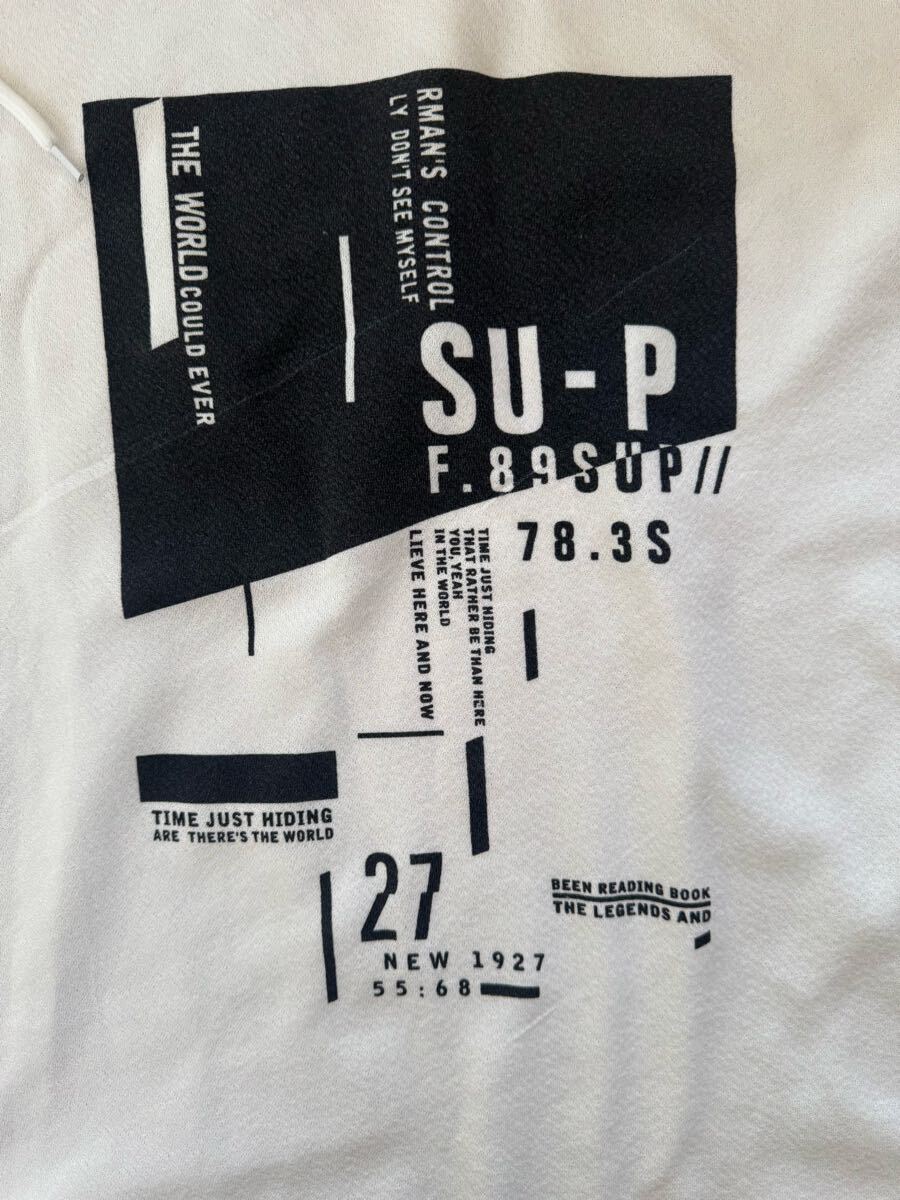 THE WORLD COULD EVER
RMAN'S CONTROL
LY DON'T SEE MYSELF
SU-P
F.89SUP//
78.3S
TIME JUST HIDING
THAT RATHER BE THAN HERE
YOU, YEAH
IN THE WORLD
LIEVE HERE AND NOW
TIME JUST HIDING
ARE THERE'S THE WORLD
27
NEW 1927
55:68
BEEN READING BOOK
THE LEGENDS AND